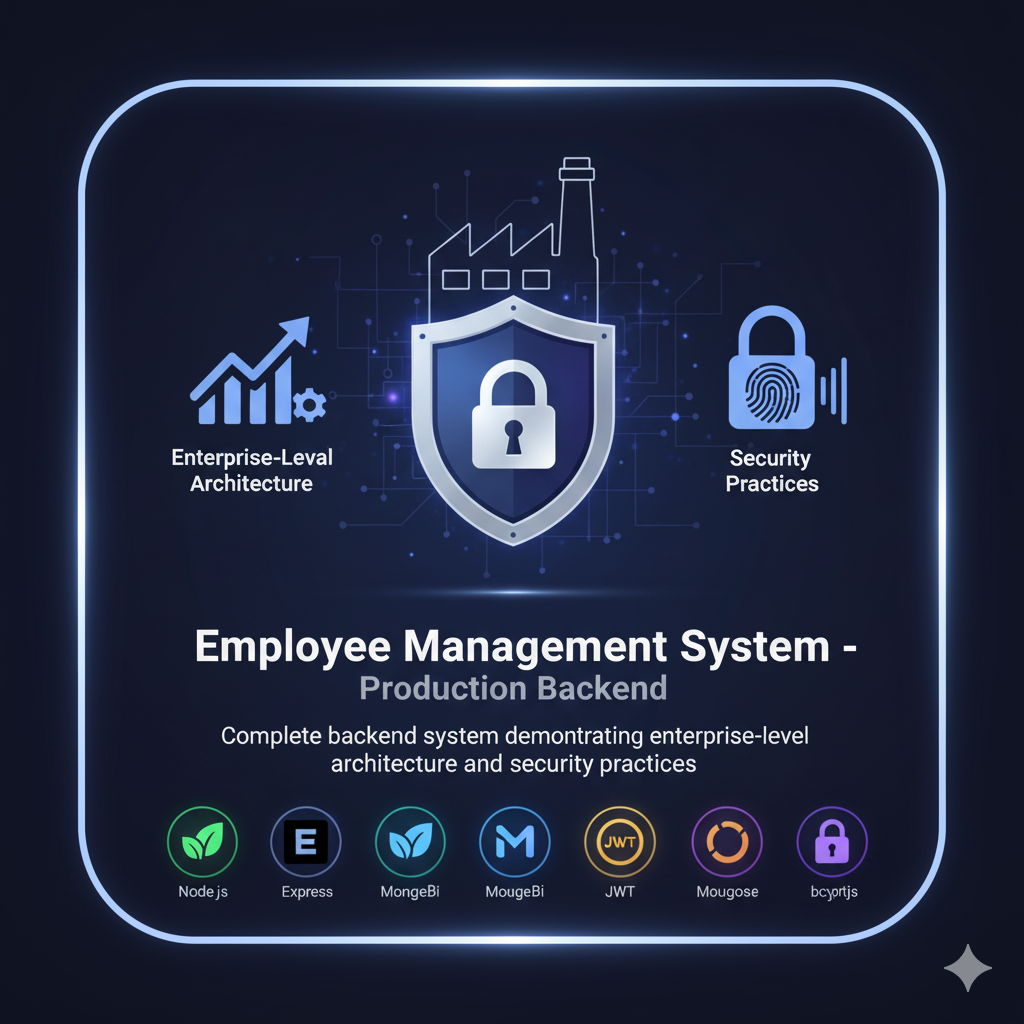 Enterprise-Leval
Architecture
Security
Practices
Employee Management System -
Production Backend
Complete backend system demontrating enterprise-level
architecture and security practices
E
JWT
Node js
Express
MongeBi
MougeBi
JWT
Mougose
bcyortjs